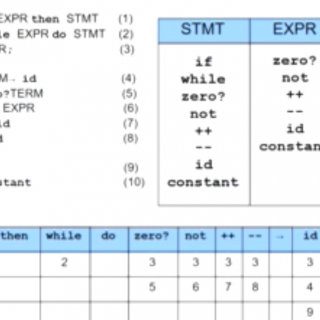 EXPR then STMT (1)
le EXPR do STMT (2)
R; (3)
M → id (4)
o?TERM (5)
EXPR (6)
id (7)
d (8)
(9)
stant (10)
STMT EXPR
if zero?
while not
zero? ++
not --
++ id
-- constan
id
constant
then while do zero? not ++ -- → id
2 3 3 3 3 3
5 6 7 8 4
9